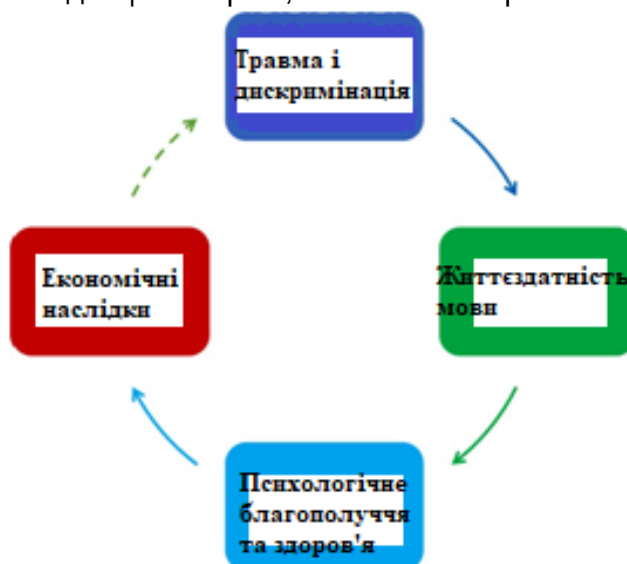 Травма і
дискримінація
Життєздатність
мови
Психологічне
благополуччя
та здоров'я
Економічні
наслідки